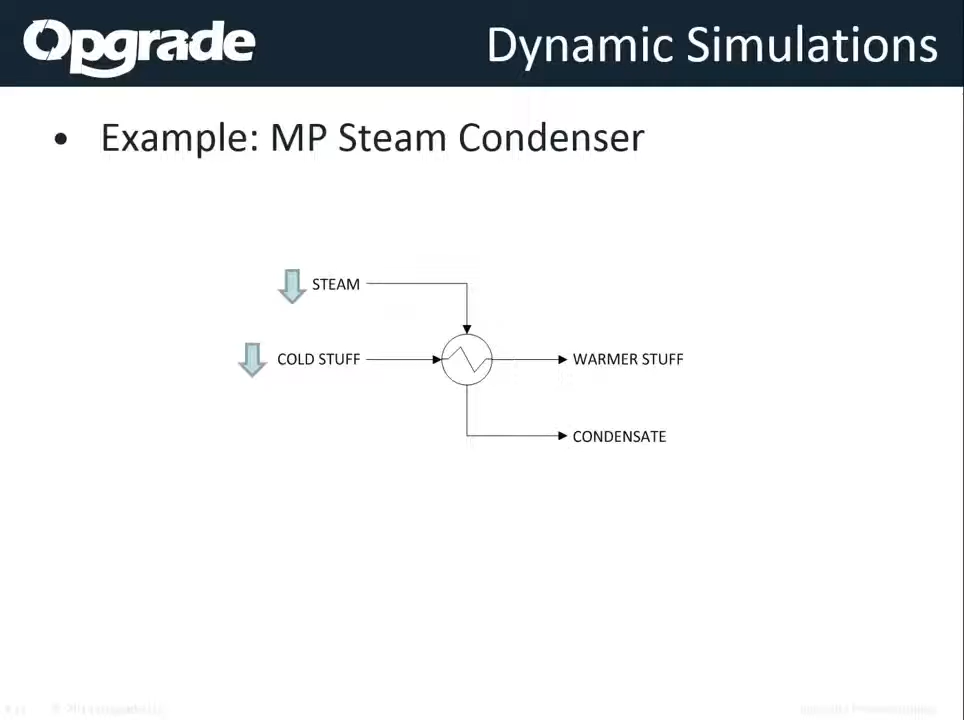 Opgrade
Dynamic Simulations
• Example: MP Steam Condenser
STEAM
COLD STUFF
WARMER STUFF
CONDENSATE